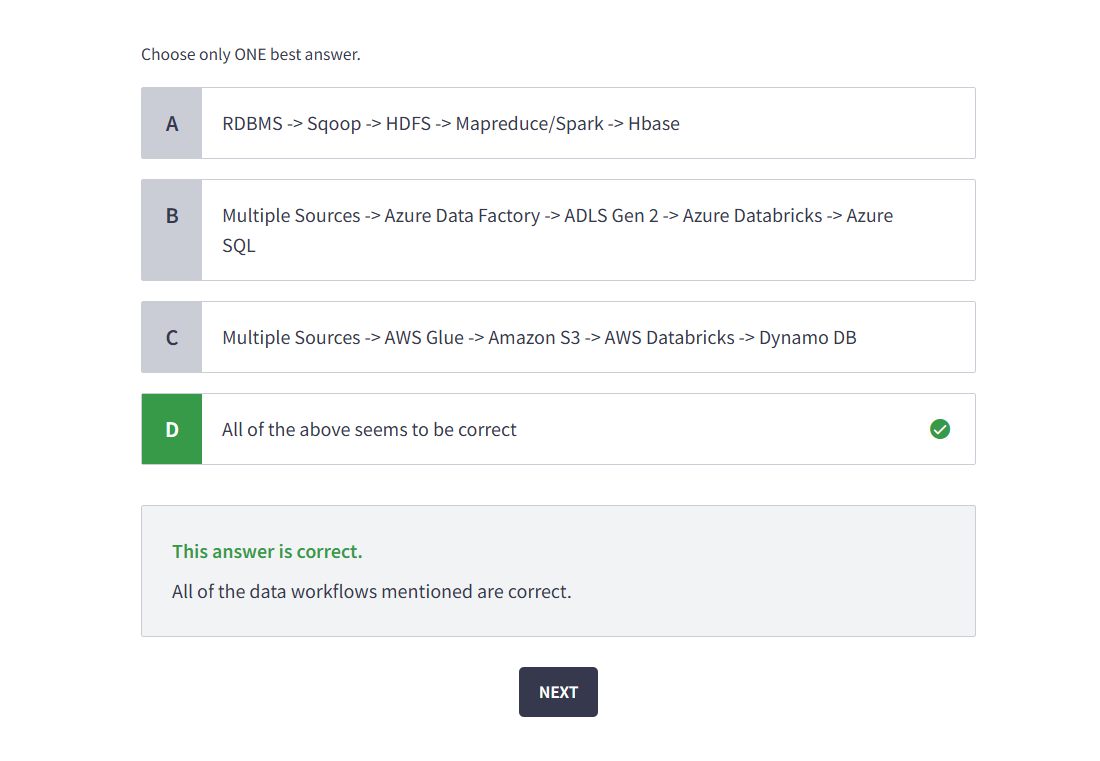 Choose only ONE best answer.
A
RDBMS -> Sqoop -> HDFS -> Mapreduce/Spark -> Hbase
B
Multiple Sources -> Azure Data Factory -> ADLS Gen 2 -> Azure Databricks -> Azure
SQL
C
Multiple Sources -> AWS Glue -> Amazon S3 -> AWS Databricks -> Dynamo DB
D
All of the above seems to be correct
This answer is correct.
All of the data workflows mentioned are correct.
NEXT